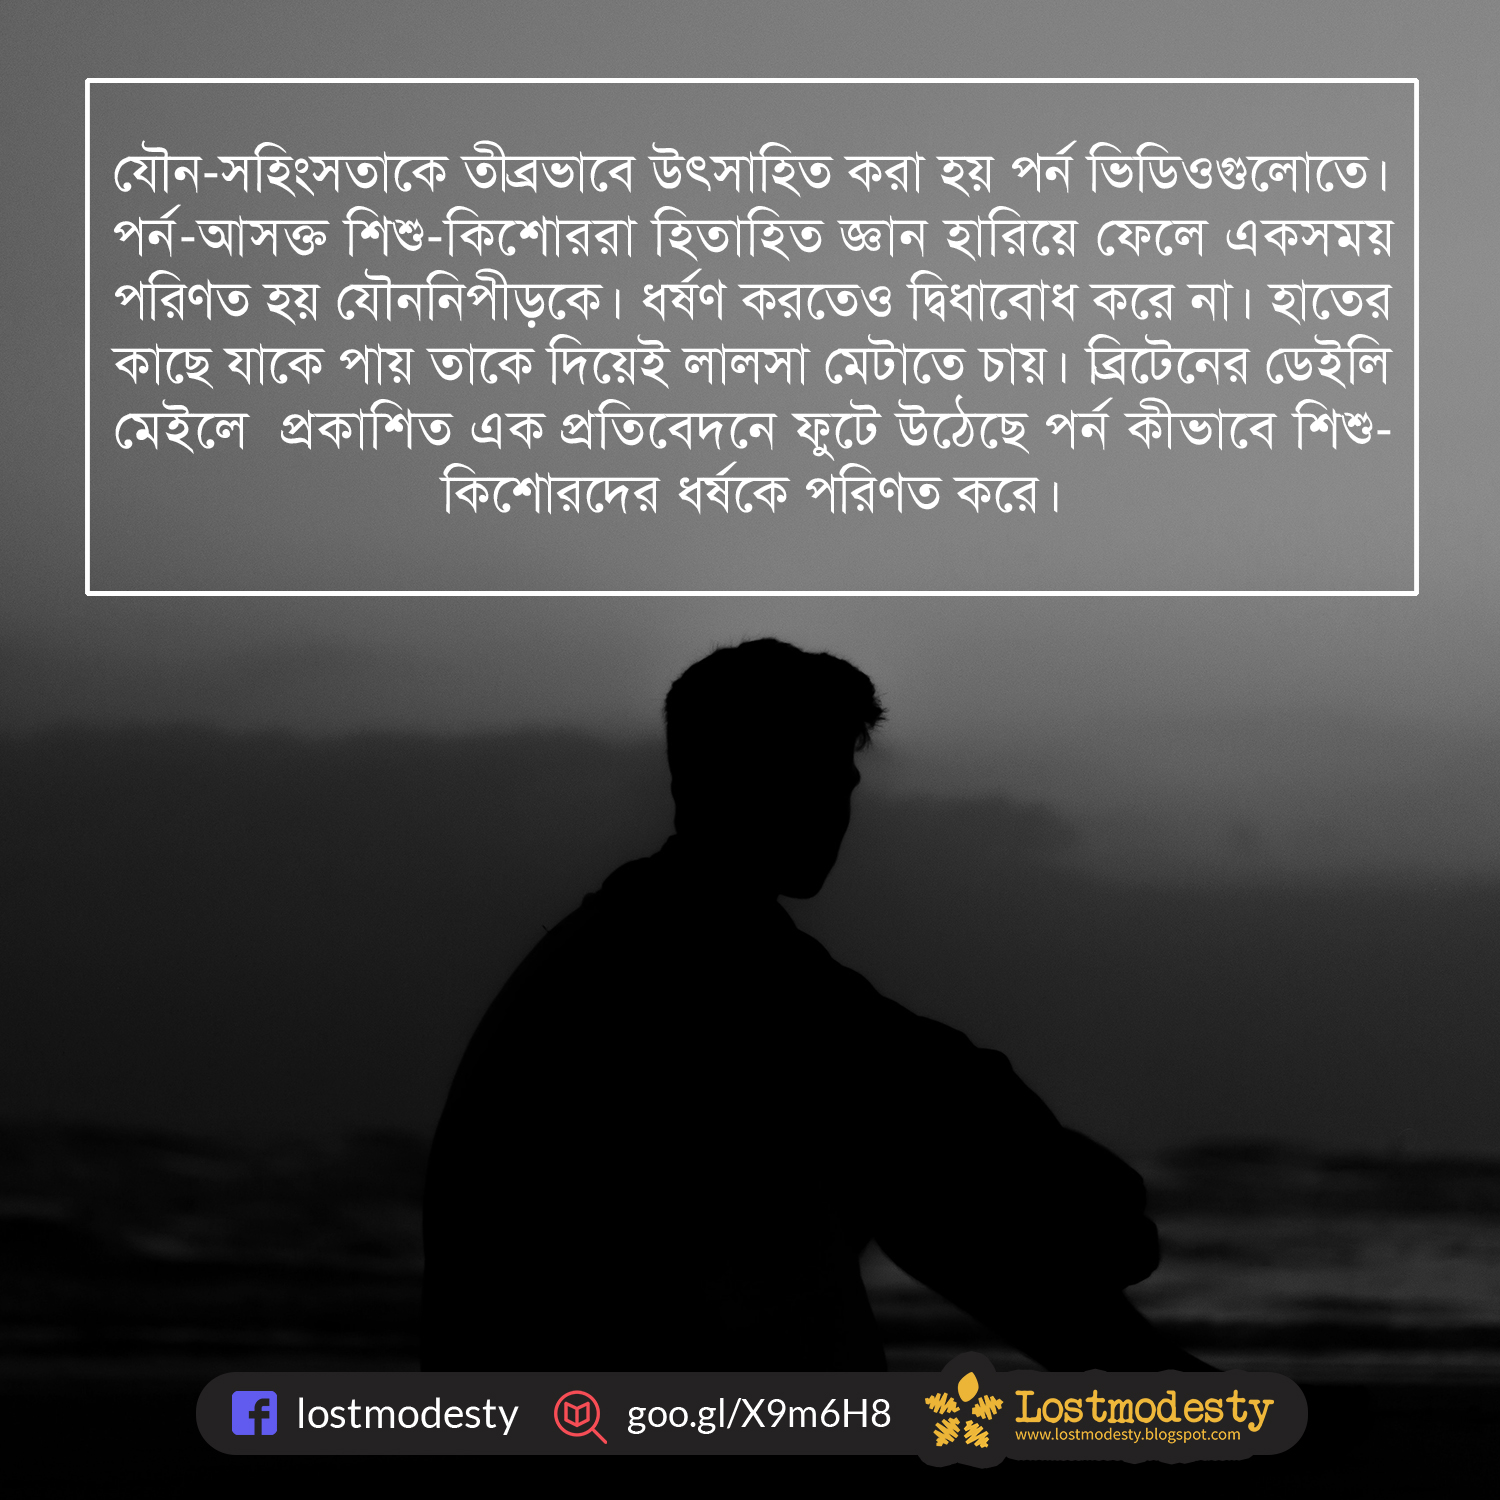 যৌন-সহিংসতাকে তীব্রভাবে উৎসাহিত করা হয় পর্ন ভিডিওগুলোতে।
পর্ন-আসক্ত শিশু-কিশোররা হিতাহিত জ্ঞান হারিয়ে ফেলে একসময়
পরিণত হয় যৌননিপীড়কে। ধর্ষণ করতেও দ্বিধাবোধ করে না। হাতের
কাছে যাকে পায় তাকে দিয়েই লালসা মেটাতে চায়। ব্রিটেনের ডেইলি
মেইলে প্রকাশিত এক প্রতিবেদনে ফুটে উঠেছে পর্ন কীভাবে শিশু-
কিশোরদের ধর্ষকে পরিণত করে।
lostmodesty goo.gl/X9m6H8 Lostmodesty
www.lostmodesty.blogspot.com